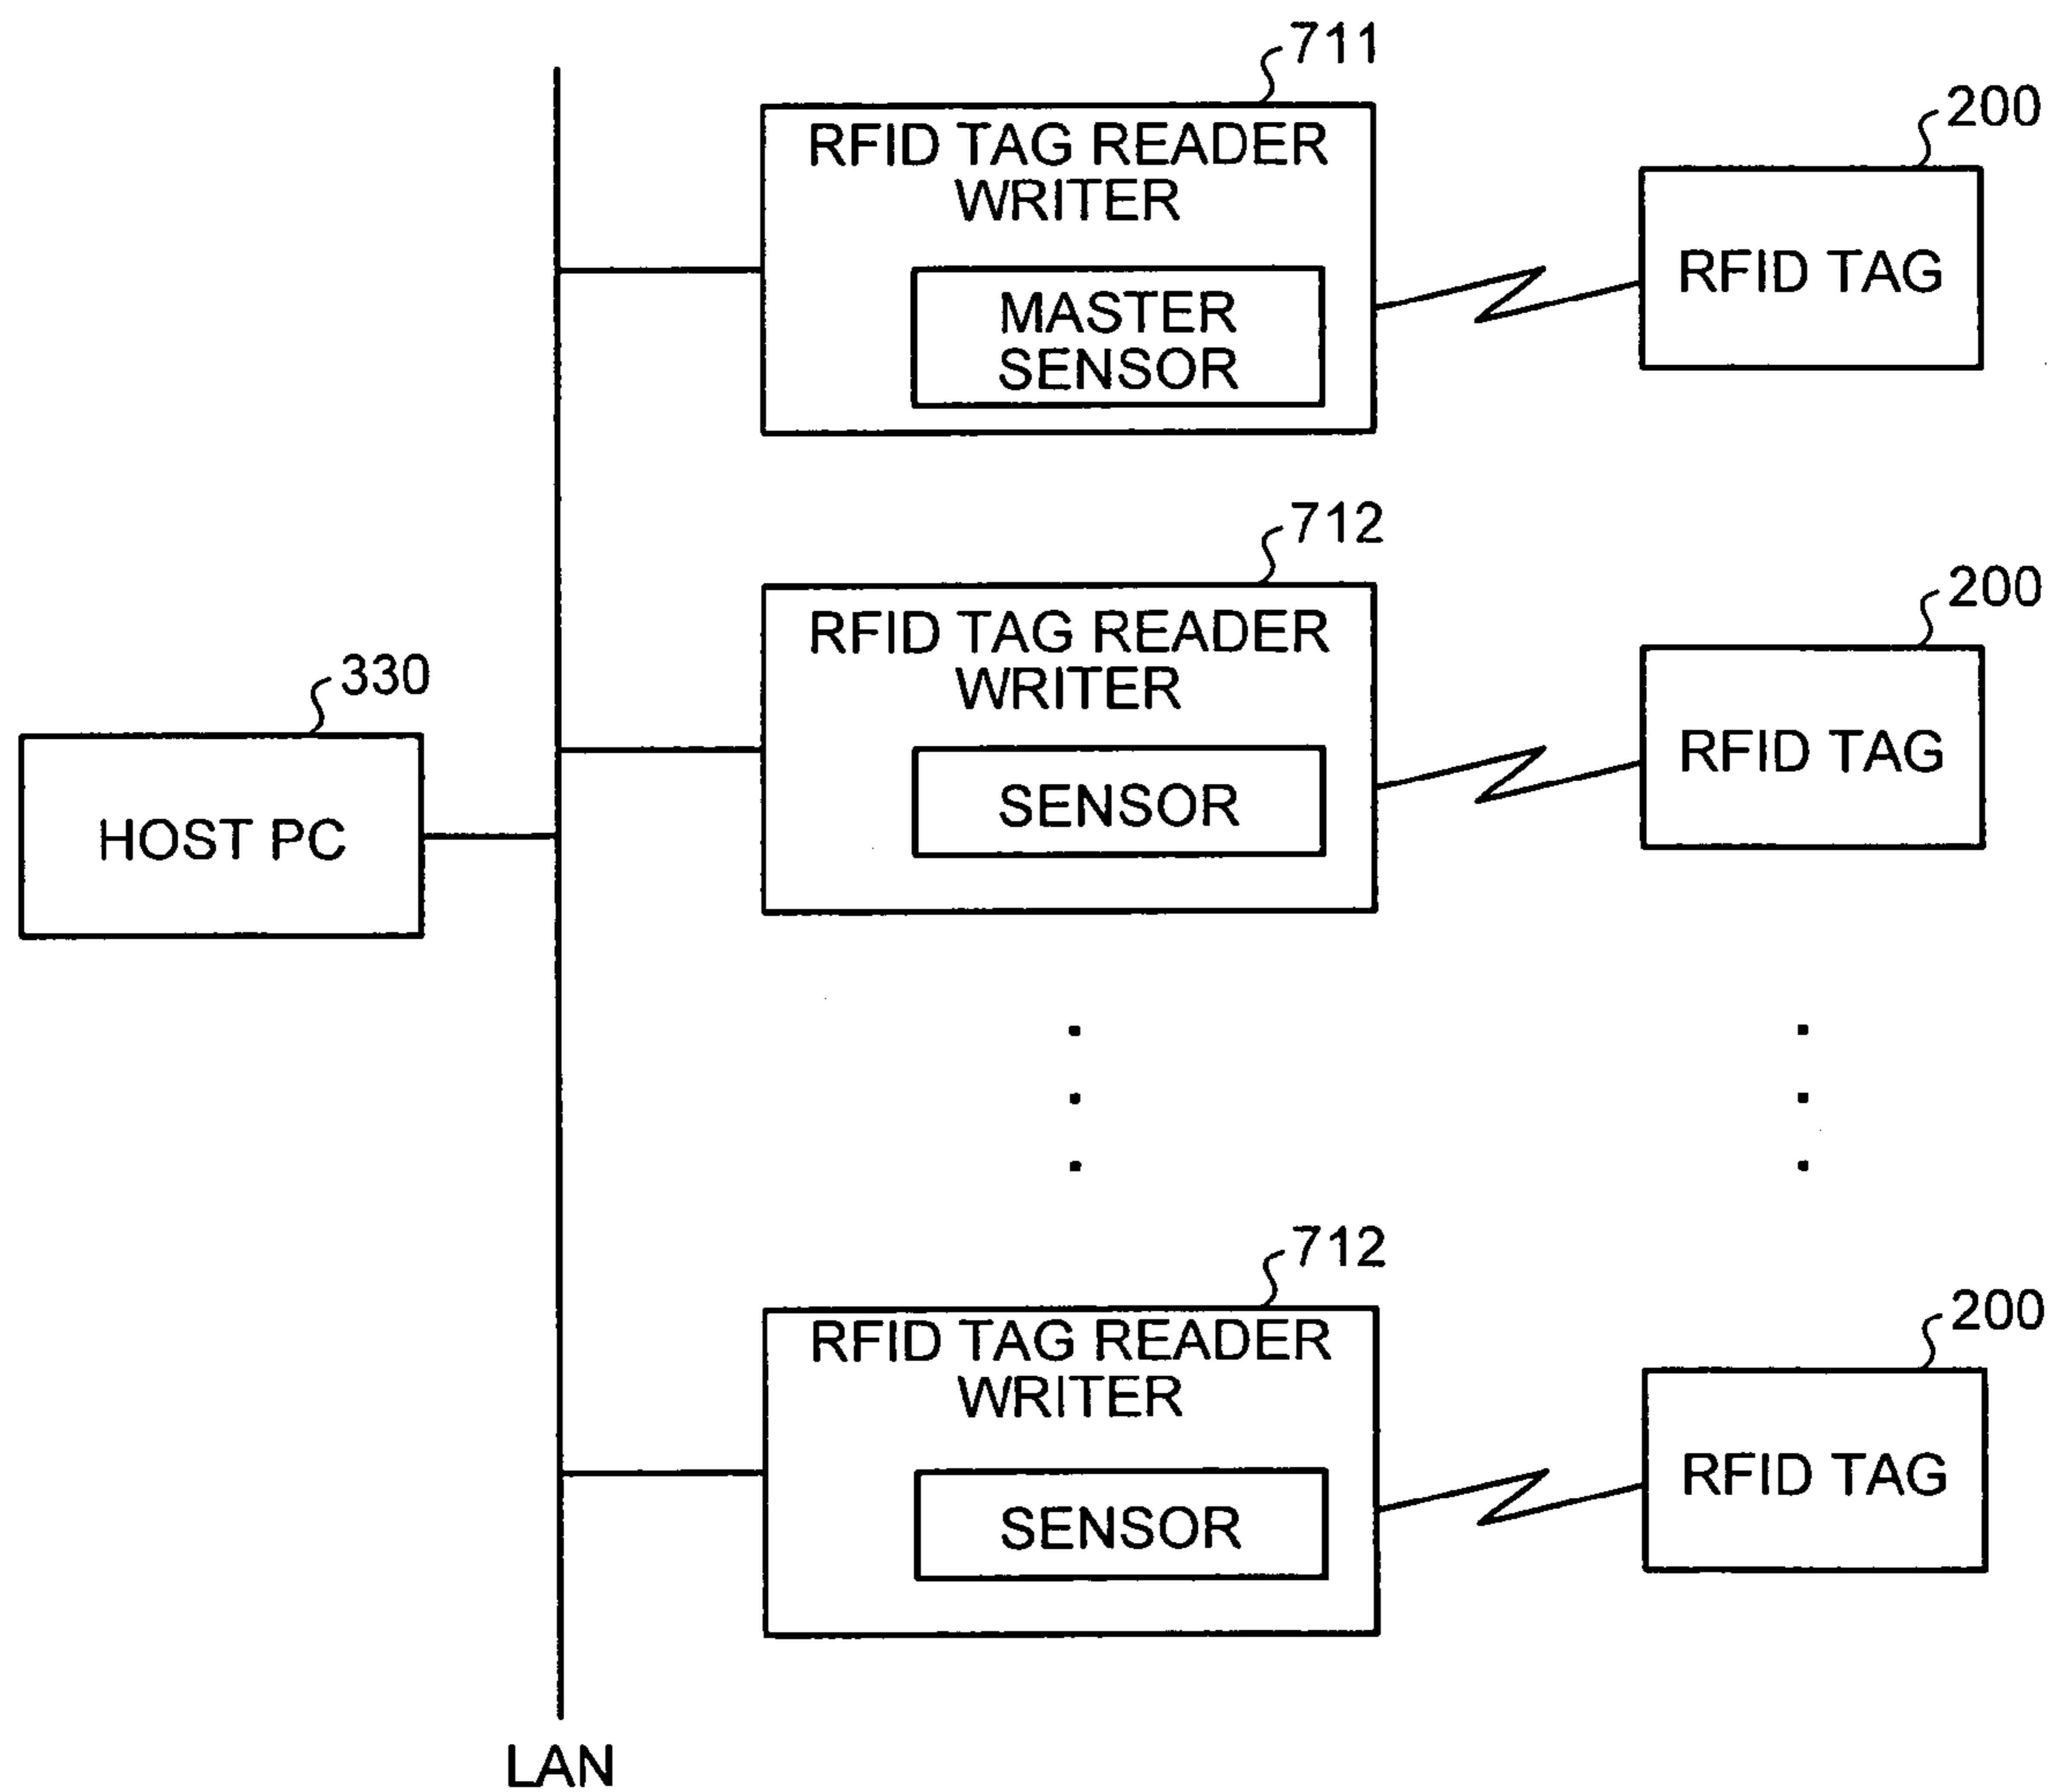 711
RFID TAG READER
WRITER
MASTER
SENSOR
200
RFID TAG
712
RFID TAG READER
WRITER
SENSOR
200
RFID TAG
330
HOST PC
712
RFID TAG READER
WRITER
SENSOR
200
RFID TAG
LAN